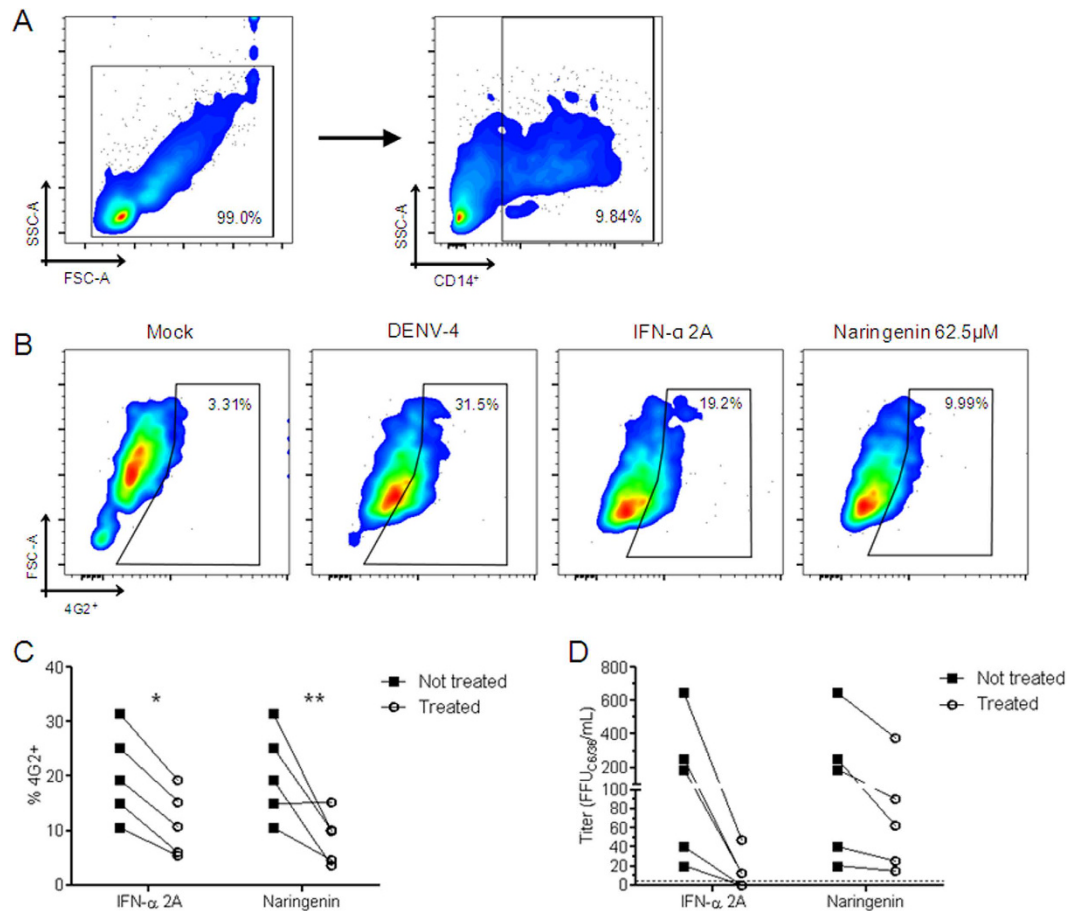 A
SSC-A
99.0%
FSC-A
SSC-A
9.84%
CD14+
B
Mock
DENV-4
IFN-α 2A
Naringenin 62.5µM
3.31%
31.5%
19.2%
9.99%
FSC-A
4G2+
C
% 4G2+
40
30
20
10
0
*
**
Not treated
Treated
IFN-α 2A
Naringenin
D
Titer (FFU C6/36/mL)
800
600
400
200
100
80
60
40
20
0
Not treated
Treated
IFN-α 2A
Naringenin